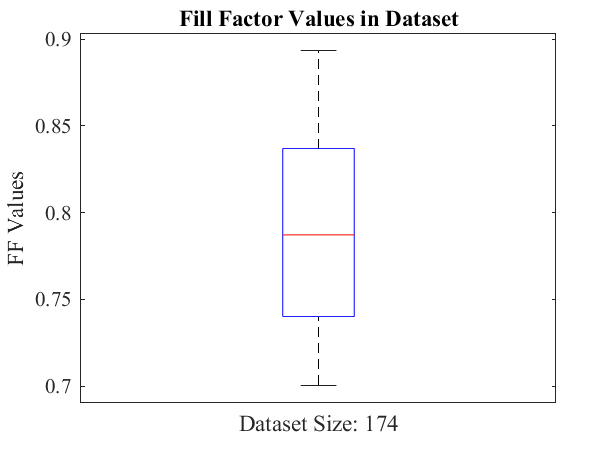 Fill Factor Values in Dataset
0.9
0.85
0.8
0.75
0.7
FF Values
Dataset Size: 174